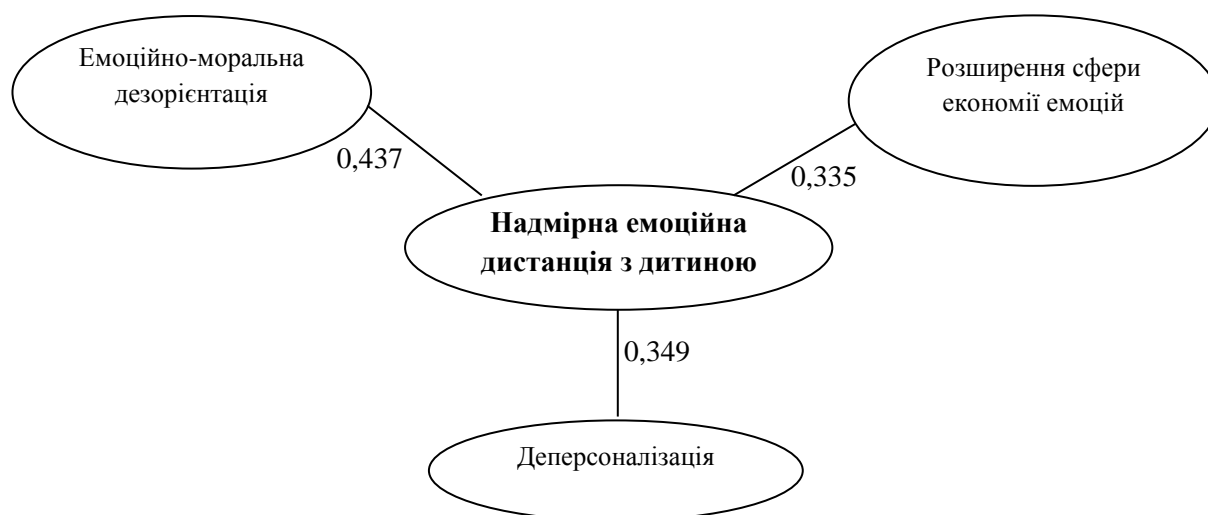 Емоційно-моральна
дезорієнтація
Розширення сфери
економії емоцій
0,437
0,335
Надмірна емоційна
дистанція з дитиною
0,349
Деперсоналізація